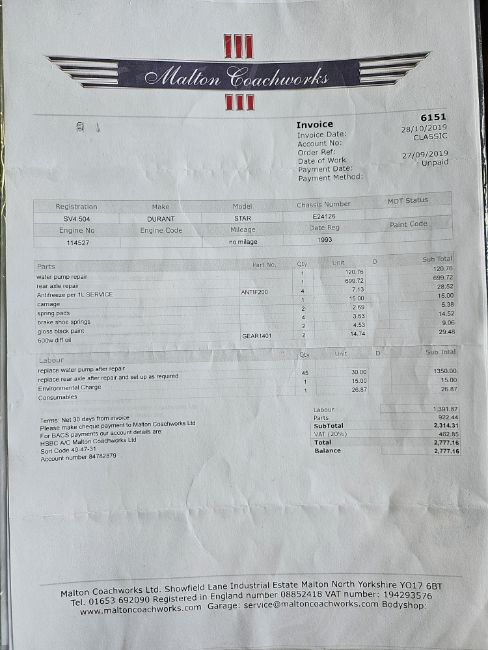 Malton Coachworks
Invoice 6151
Invoice Date: 28/10/2019
Account No: CLASSIC
Order Ref:
Date of Work 27/09/2019
Payment Date: Unpaid
Payment Method:
Registration Make Model Chassis Number MOT Status
SV4 504 DURANT STAR E24126
Engine No Engine Code Mileage Date Reg Paint Code
114527 no milage 1993
Parts Part No. Qty Unit D Sub Total
water pump repair 1 120.76 120.76
rear axle repair 699.72 699.72
Antifreeze per 1L SERVICE ANTIF200 4 7.13 28.52
carriage 1 15.00 15.00
spring pads 2 2.69 5.38
brake shoe springs 4 3.63 14.52
gloss black paint 2 4.53 9.06
600w diff oil GEAR1401 2 14.74 29.48
Labour Qty Unit D Sub Total
replace water pump after repair
replace rear axle after repair and set up as required 45 30.00 1350.00
Environmental Charge 1 15.00 15.00
Consumables 1 26.87 26.87
Labour 1,391.87
Parts 922.44
SubTotal 2,314.31
VAT (20%) 462.85
Total 2,777.16
Balance 2,777.16
Terms: Net 30 days from invoice
Please make cheque payment to Malton Coachworks Ltd
For BACS payments our account details are:
HSBC A/C Malton Coachworks Ltd
Sort Code 40-47-31
Account number 84782879
Malton Coachworks Ltd. Showfield Lane Industrial Estate Malton North Yorkshire YO17 6BT
Tel. 01653 692090 Registered in England number 08852418 VAT number: 194293576
www.maltoncoachworks.com Garage: service@maltoncoachworks.com Bodyshop: